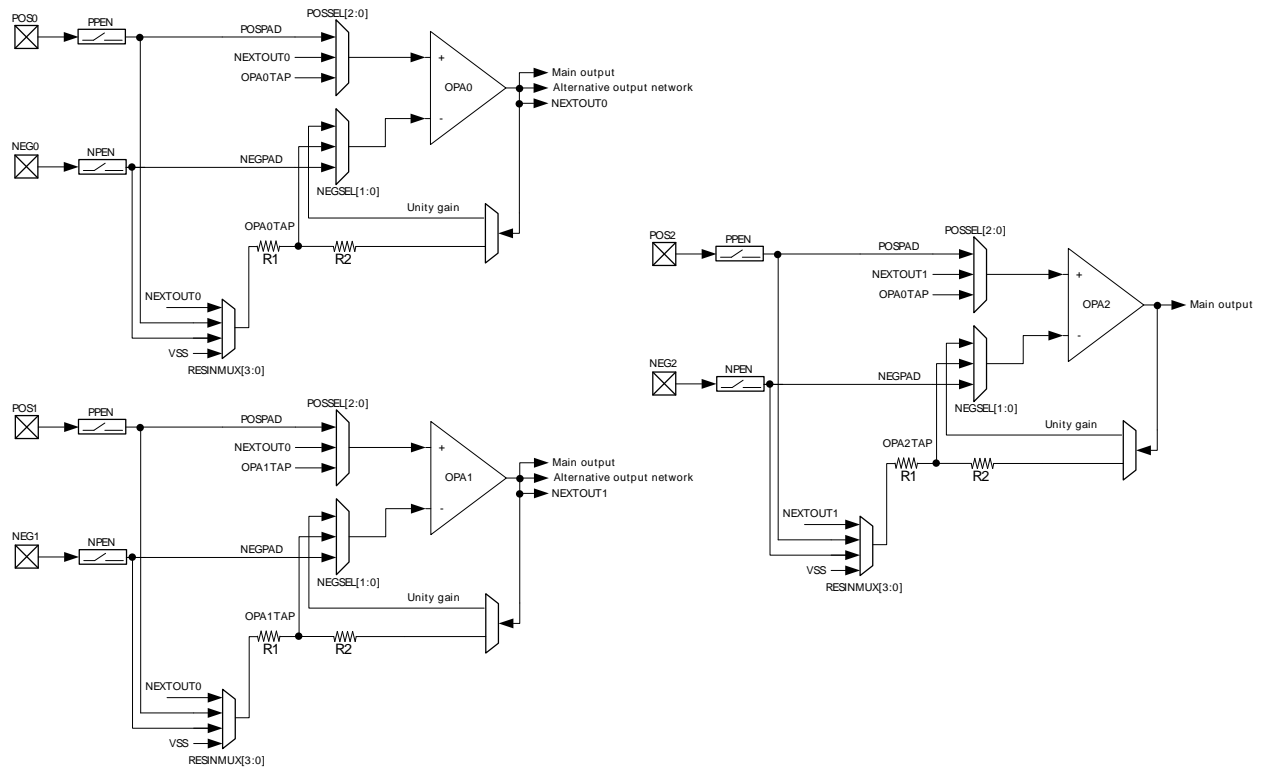 POS0
PPEN
POSSEL[2:0]
POSPAD
NEXTOUT0
OPA0TAP
+
OPA0
-
Main output
Alternative output network
NEXTOUT0
NEG0
NPEN
NEGPAD
NEGSEL[1:0]
Unity gain
OPA0TAP
R1
R2
NEXTOUT0
VSS
RESINMUX[3:0]
POS1
PPEN
POSSEL[2:0]
POSPAD
NEXTOUT0
OPA1TAP
+
OPA1
-
Main output
Alternative output network
NEXTOUT1
NEG1
NPEN
NEGPAD
NEGSEL[1:0]
Unity gain
OPA1TAP
R1
R2
NEXTOUT0
VSS
RESINMUX[3:0]
POS2
PPEN
POSSEL[2:0]
POSPAD
NEXTOUT1
OPA0TAP
+
OPA2
-
Main output
NEG2
NPEN
NEGPAD
NEGSEL[1:0]
Unity gain
OPA2TAP
R1
R2
NEXTOUT1
VSS
RESINMUX[3:0]